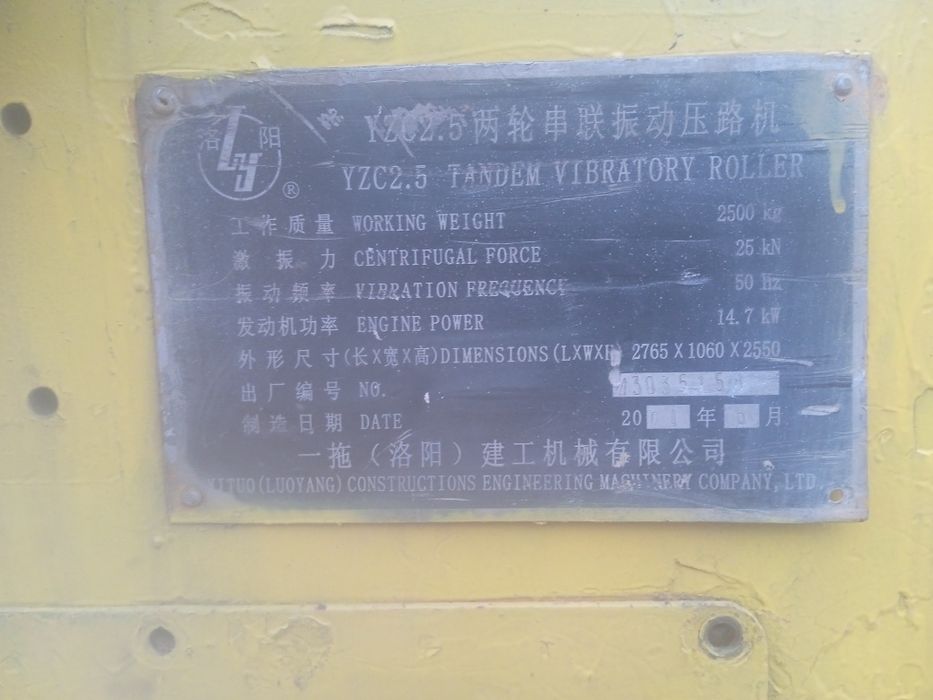 洛阳 ®
YZC2.5 两轮串联振动压路机
YZC2.5 TANDEM VIBRATORY ROLLER
工作质量 WORKING WEIGHT 2500 kg
激振力 CENTRIFUGAL FORCE 25 kN
振动频率 VIBRATION FREQUENCY 50 Hz
发动机功率 ENGINE POWER 14.7 kW
外形尺寸(长X宽X高)DIMENSIONS(LXWXH) 2765 X 1060 X 2550
出厂编号 NO.
制造日期 DATE 20 年 月
一拖（洛阳）建工机械有限公司
YITUO(LUOYANG) CONSTRUCTIONS ENGINEERING MACHINERY COMPANY, LTD.